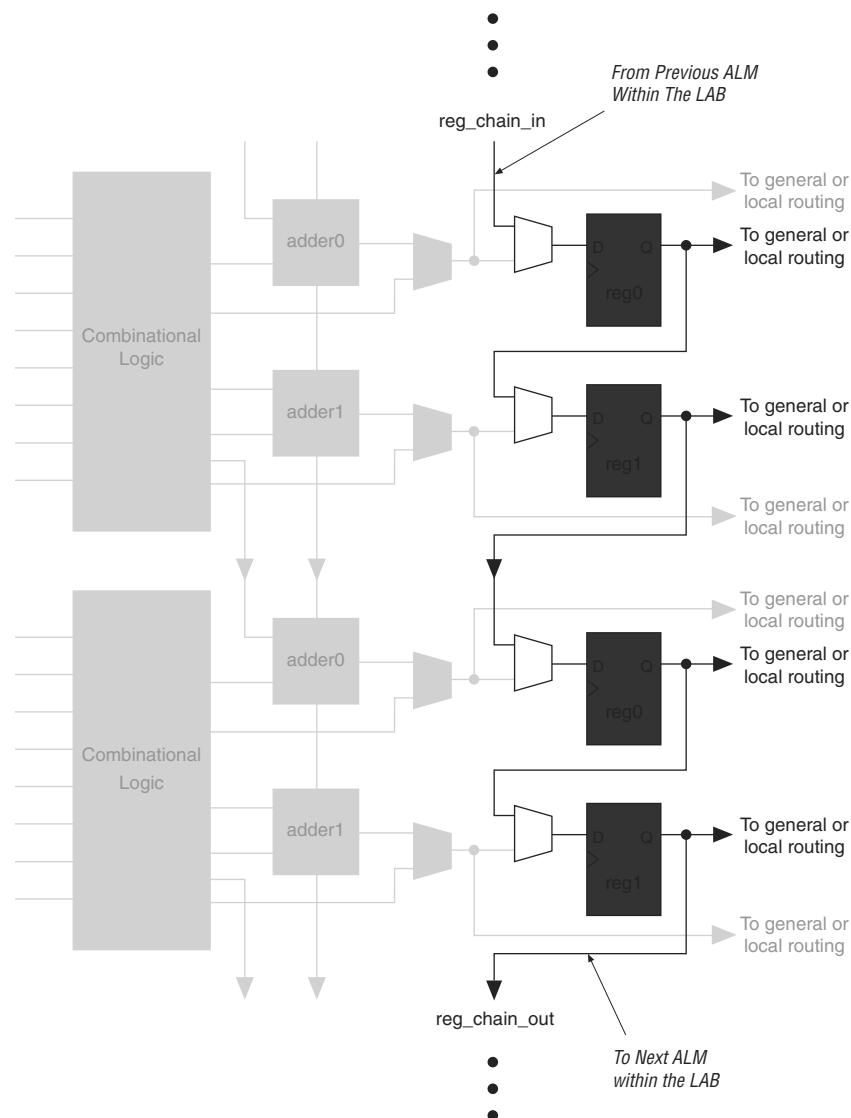 From Previous ALM
Within The LAB
reg_chain_in
To general or
local routing
adder0
D Q
To general or
local routing
reg0
Combinational
Logic
adder1
D Q
To general or
local routing
reg1
To general or
local routing
To general or
local routing
adder0
D Q
To general or
local routing
reg0
Combinational
Logic
adder1
D Q
To general or
local routing
reg1
To general or
local routing
reg_chain_out
To Next ALM
within the LAB